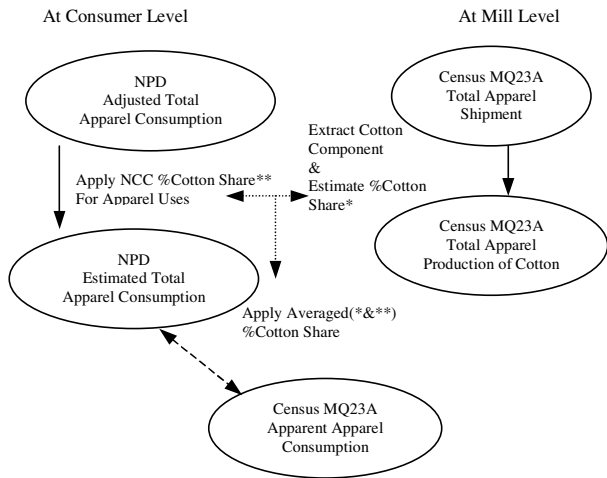 At Consumer Level
At Mill Level
NPD
Adjusted Total
Apparel Consumption
Census MQ23A
Total Apparel
Shipment
Extract Cotton
Component
&
Estimate %Cotton
Share*
Apply NCC %Cotton Share**
For Apparel Uses
Census MQ23A
Total Apparel
Production of Cotton
NPD
Estimated Total
Apparel Consumption
Apply Averaged(*&**)
%Cotton Share
Census MQ23A
Apparent Apparel
Consumption